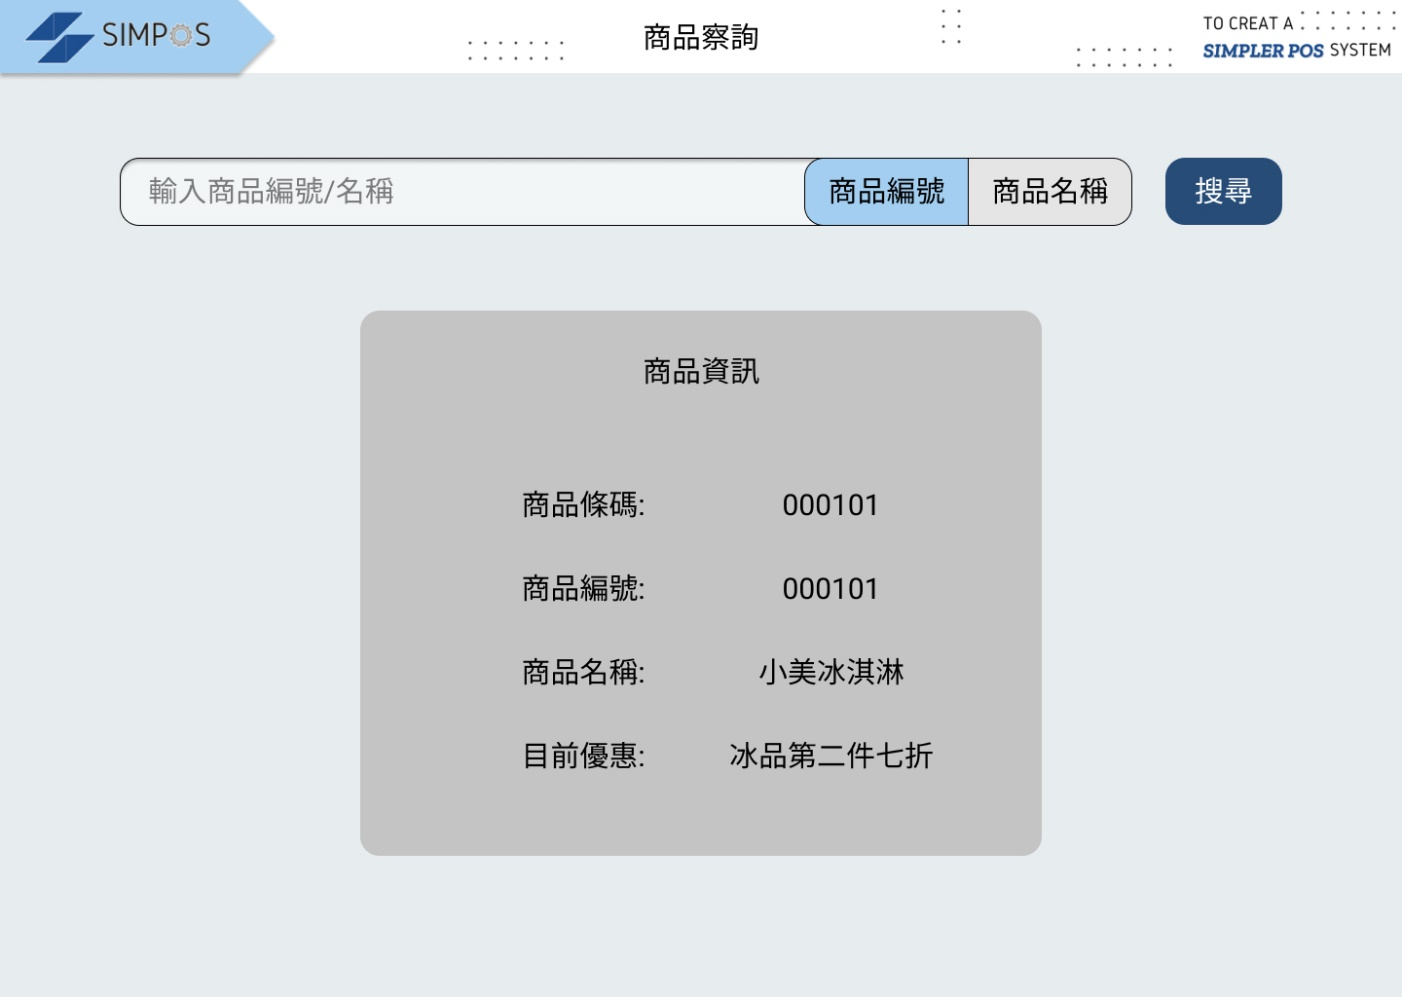 SIMPOS
商品察詢
TO CREAT A
SIMPLER POS SYSTEM
輸入商品編號/名稱
商品編號
商品名稱
搜尋
商品資訊
商品條碼: 000101
商品編號: 000101
商品名稱: 小美冰淇淋
目前優惠: 冰品第二件七折